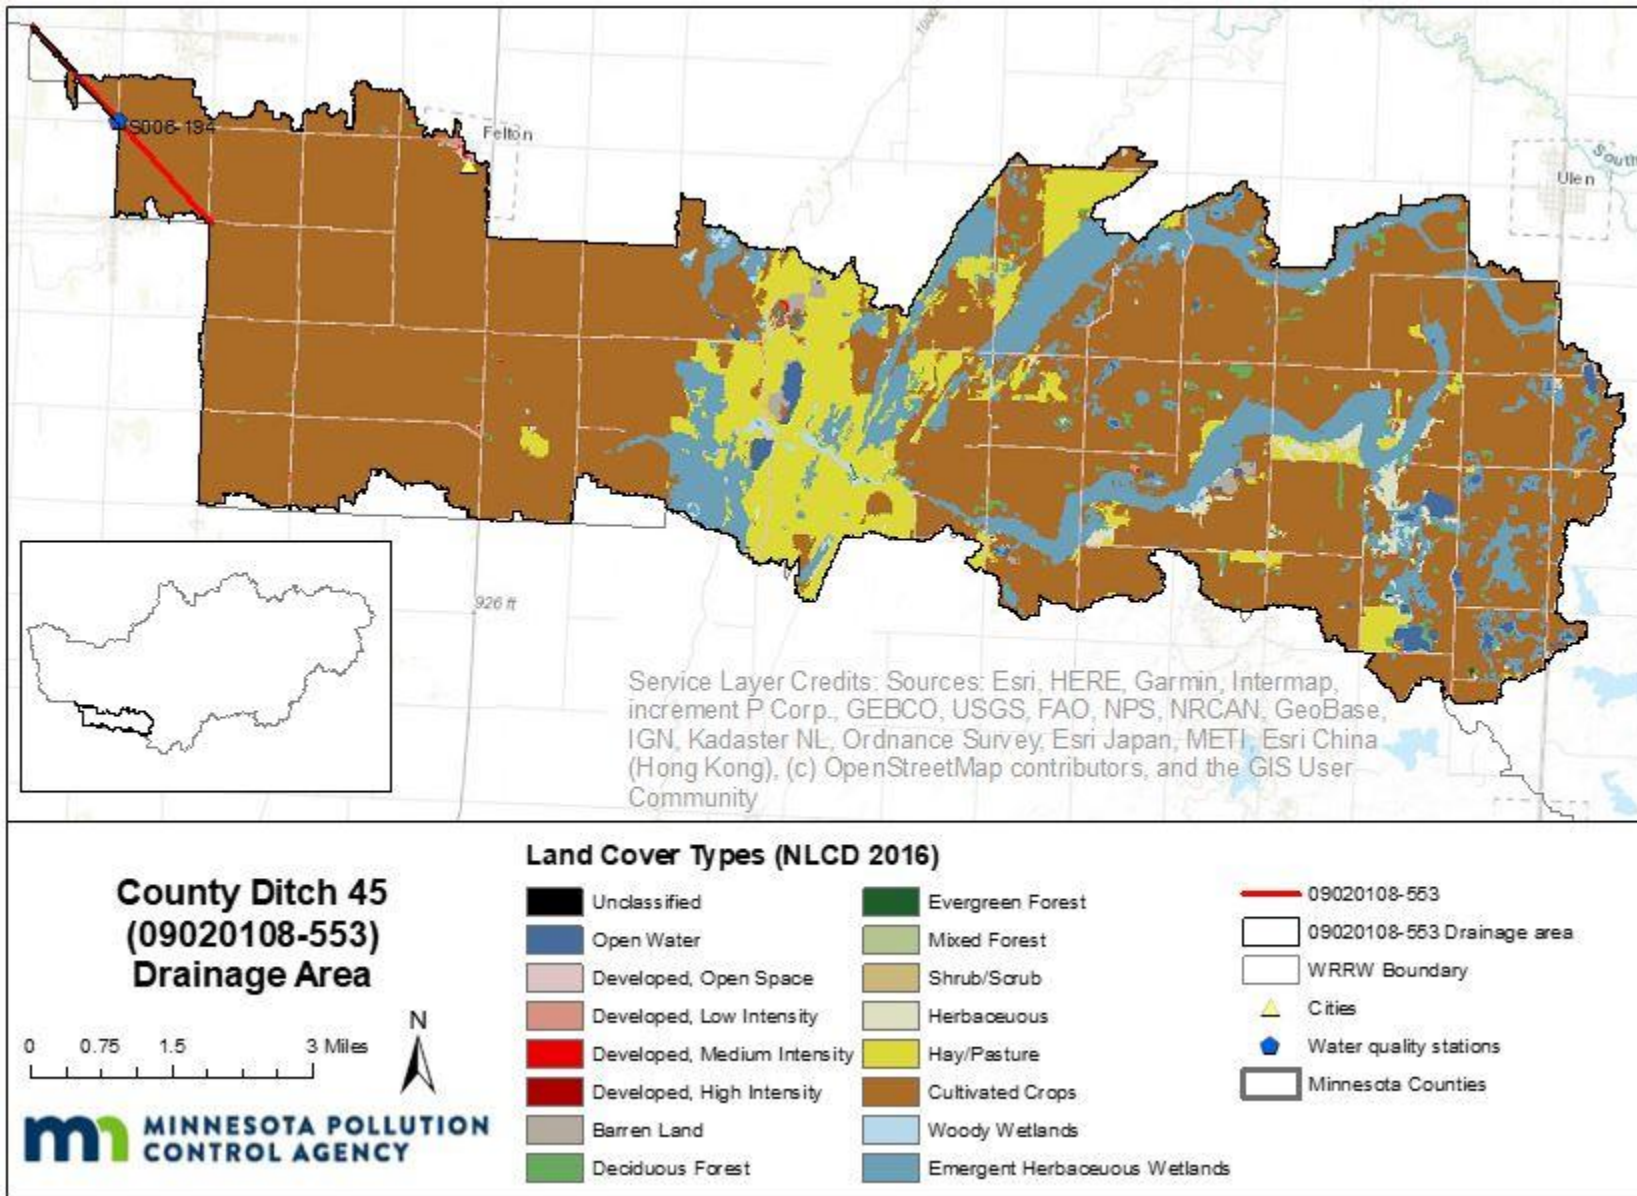 1000
S006-194
Felton
South
Ulen
926 ft
Service Layer Credits: Sources: Esri, HERE, Garmin, Intermap,
increment P Corp., GEBCO, USGS, FAO, NPS, NRCAN, GeoBase,
IGN, Kadaster NL, Ordnance Survey, Esri Japan, METI, Esri China
(Hong Kong), (c) OpenStreetMap contributors, and the GIS User
Community
County Ditch 45
(09020108-553)
Drainage Area
0 0.75 1.5 3 Miles
N
MINNESOTA POLLUTION
CONTROL AGENCY
Land Cover Types (NLCD 2016)
Unclassified
Open Water
Developed, Open Space
Developed, Low Intensity
Developed, Medium Intensity
Developed, High Intensity
Barren Land
Deciduous Forest
Evergreen Forest
Mixed Forest
Shrub/Scrub
Herbaceuous
Hay/Pasture
Cultivated Crops
Woody Wetlands
Emergent Herbaceuous Wetlands
09020108-553
09020108-553 Drainage area
WRRW Boundary
Cities
Water quality stations
Minnesota Counties